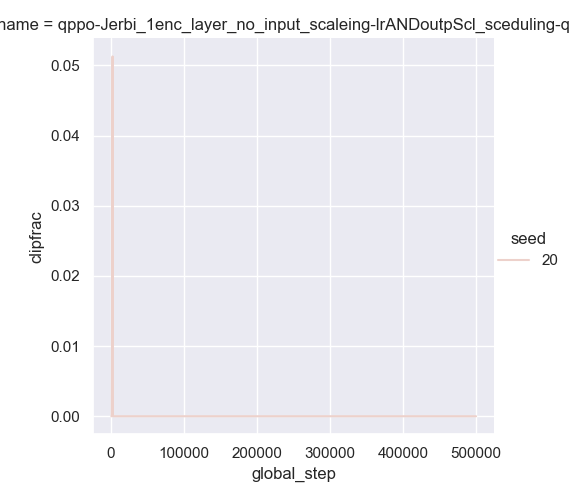 name = qppo-Jerbi_1enc_layer_no_input_scaleing-lrANDoutpScl_sceduling-q
0.05
0.04
0.03
0.02
0.01
0.00
clipfrac
0 100000 200000 300000 400000 500000
global_step
seed
20